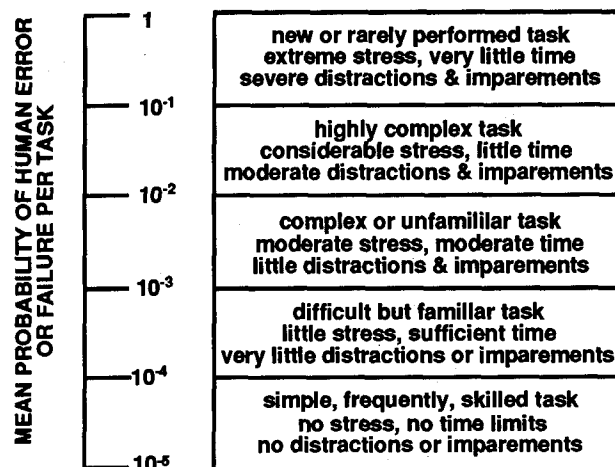 MEAN PROBABILITY OF HUMAN ERROR
OR FAILURE PER TASK
1
new or rarely performed task
extreme stress, very little time
severe distractions & imparements
10-1
highly complex task
considerable stress, little time
moderate distractions & imparements
10-2
complex or unfamililar task
moderate stress, moderate time
little distractions & imparements
10-3
difficult but familiar task
little stress, sufficient time
very little distractions or imparements
10-4
simple, frequently, skilled task
no stress, no time limits
no distractions or imparements
10-5